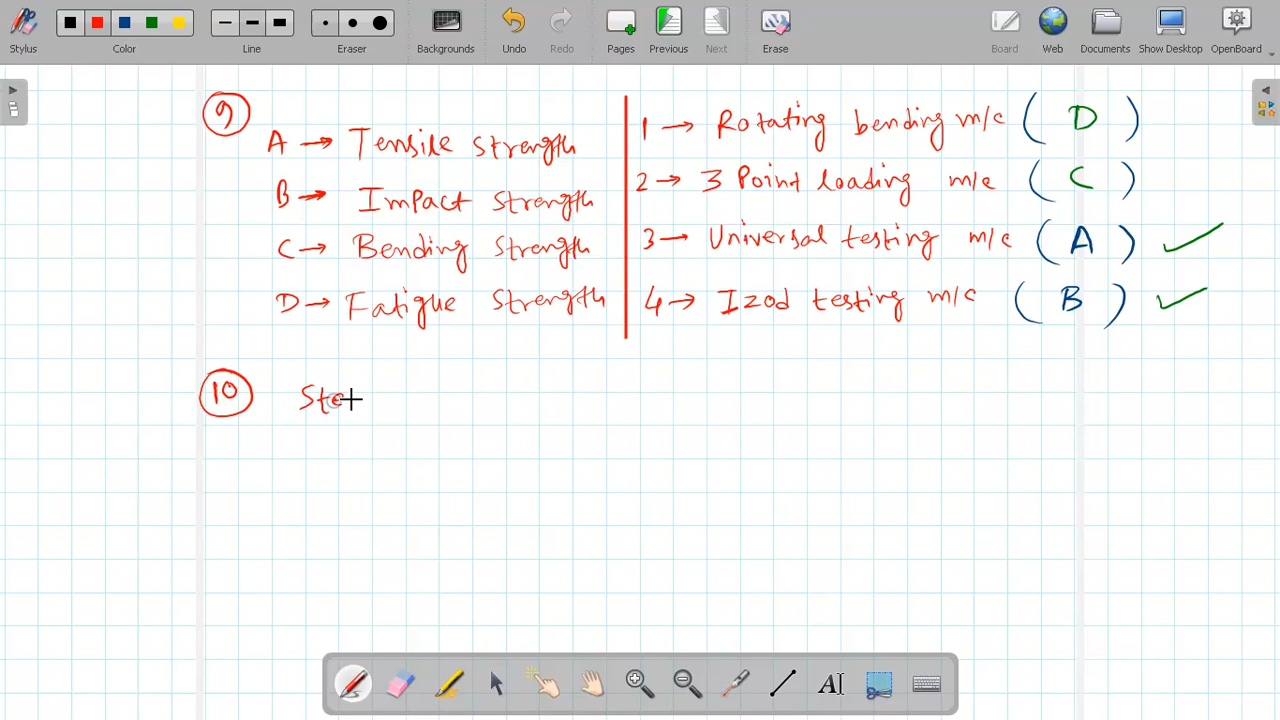 Stylus
Color
Line
Eraser
Backgrounds
Undo
Redo
Pages
Previous
Next
Erase
Board
Web
Documents
Show Desktop
OpenBoard
9
A → Tensile strength
B → Impact strength
C → Bending strength
D → Fatigue strength
1 → Rotating bending m/c ( D )
2 → 3 Point loading m/c ( C )
3 → Universal testing m/c ( A ) ✓
4 → Izod testing m/c ( B ) ✓
10 Ste